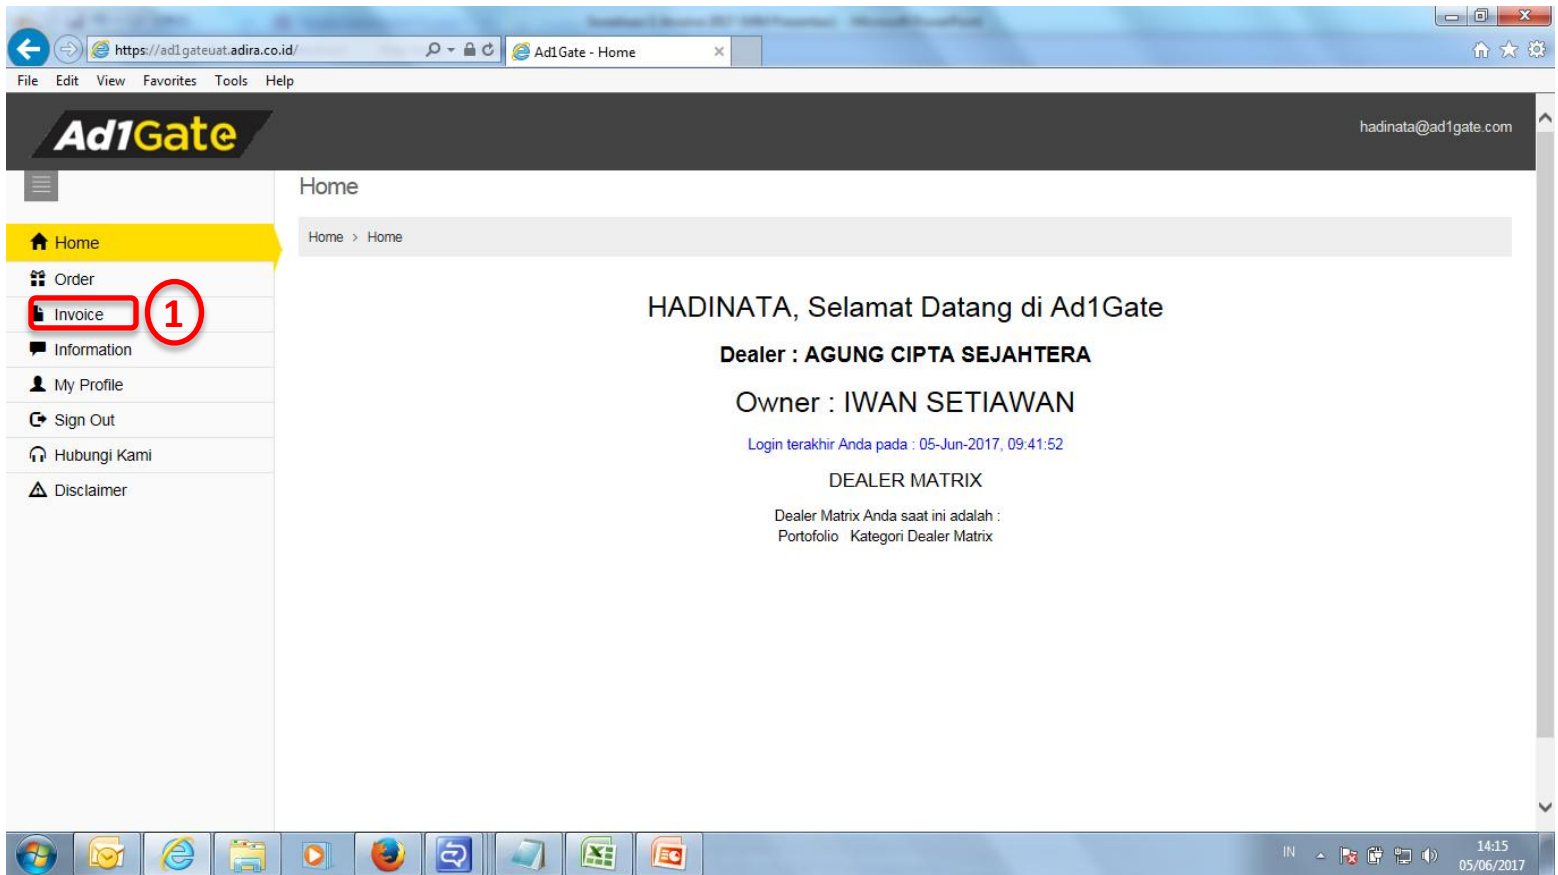 https://ad1gateuat.adira.co.id/
Ad1Gate - Home
File Edit View Favorites Tools Help
Ad1Gate
hadinata@ad1gate.com
Home
Home > Home
Home
Order
Invoice
1
Information
My Profile
Sign Out
Hubungi Kami
Disclaimer
HADINATA, Selamat Datang di Ad1Gate
Dealer : AGUNG CIPTA SEJAHTERA
Owner : IWAN SETIAWAN
Login terakhir Anda pada : 05-Jun-2017, 09:41:52
DEALER MATRIX
Dealer Matrix Anda saat ini adalah :
Portofolio Kategori Dealer Matrix
IN
14:15
05/06/2017